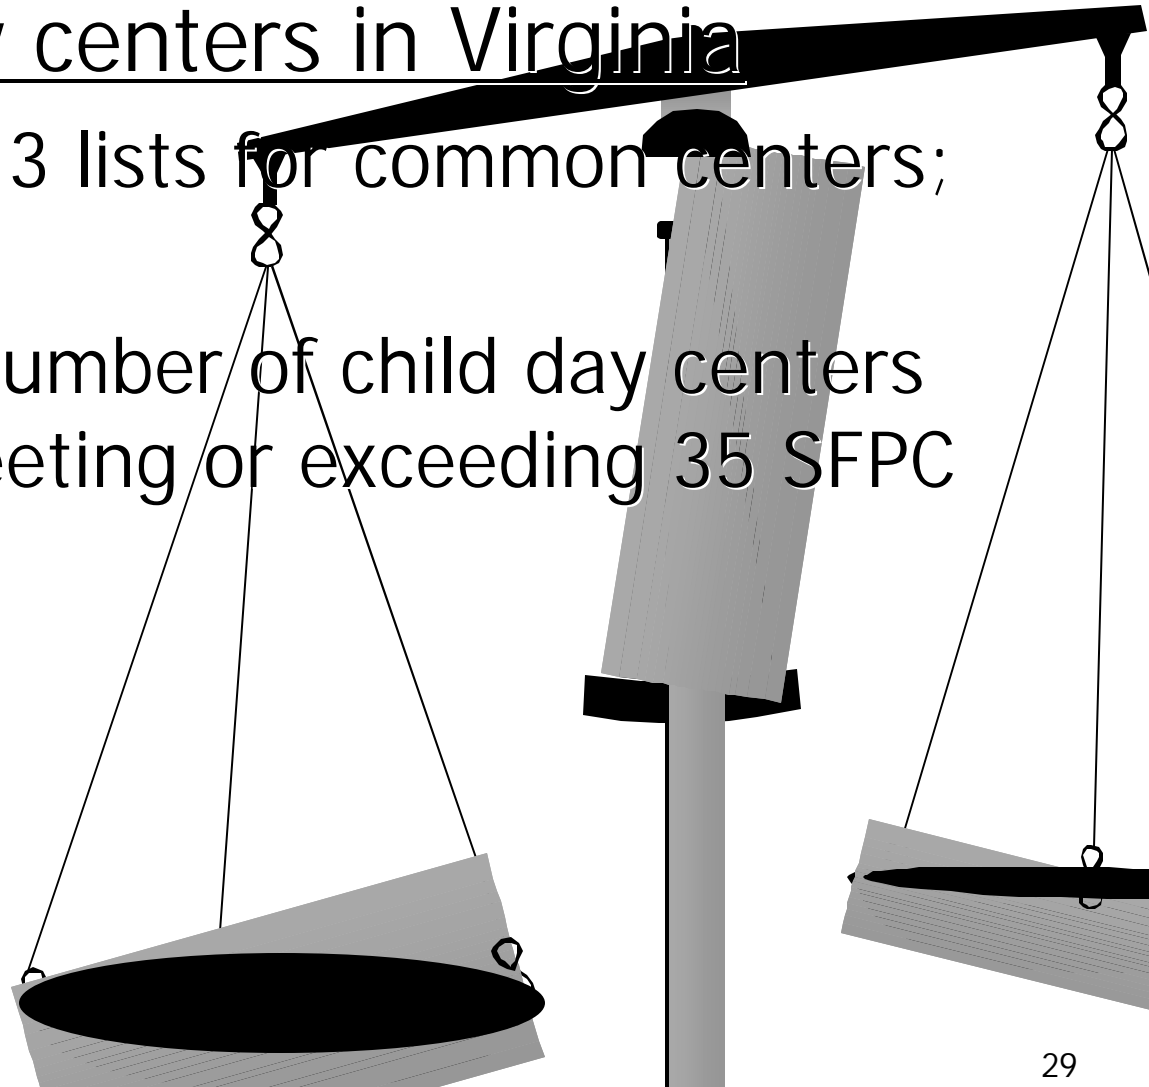 centers in Virginia
3 lists for common centers;
umber of child day centers
eeting or exceeding 35 SFPC
29